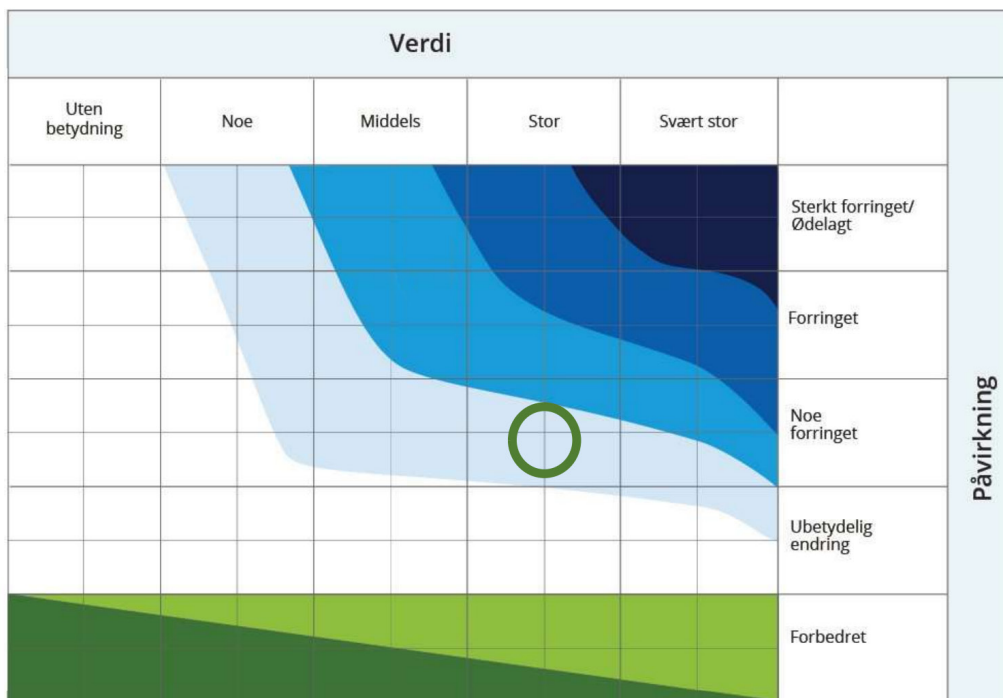 Verdi
Uten
betydning
Noe
Middels
Stor
Svært stor
Sterkt forringet/
Ødelagt
Forringet
Noe
forringet
Ubetydelig
endring
Forbedret
Påvirkning